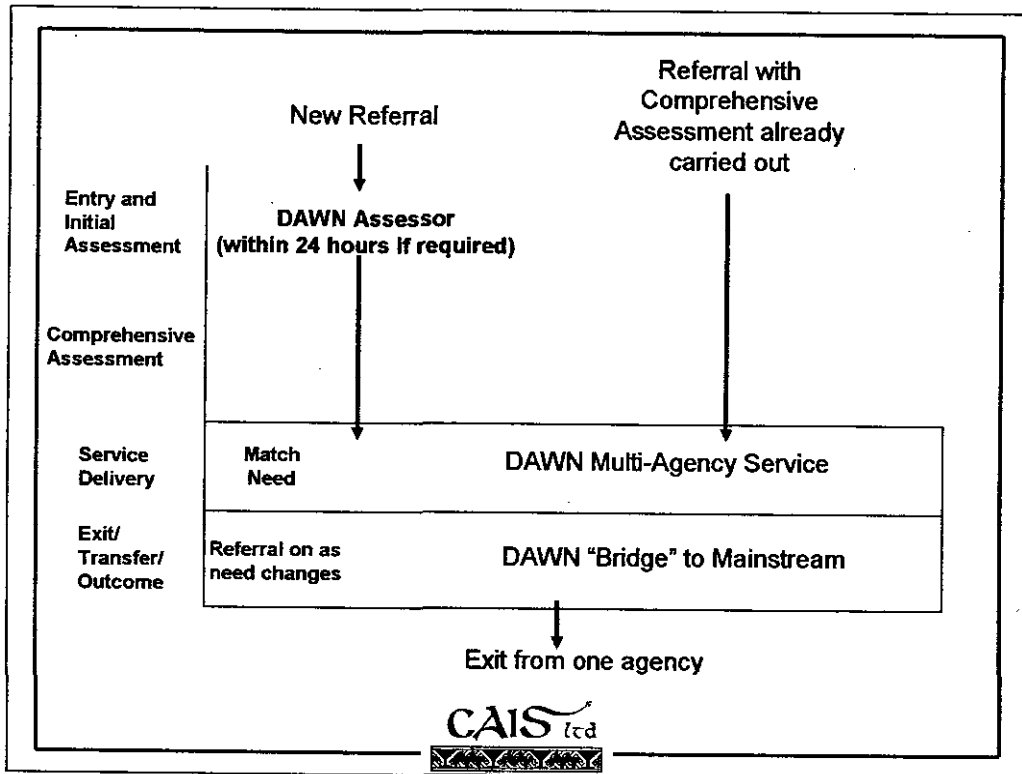 New Referral
Referral with
Comprehensive
Assessment already
carried out
Entry and
Initial
Assessment
DAWN Assessor
(within 24 hours if required)
Comprehensive
Assessment
Service
Delivery
Match
Need
DAWN Multi-Agency Service
Exit/
Transfer/
Outcome
Referral on as
need changes
DAWN "Bridge" to Mainstream
Exit from one agency
CAIS ltd